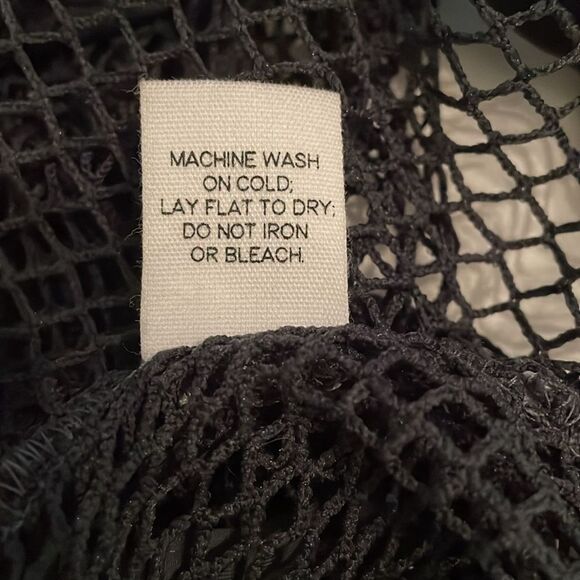 MACHINE WASH
ON COLD;
LAY FLAT TO DRY;
DO NOT IRON
OR BLEACH.